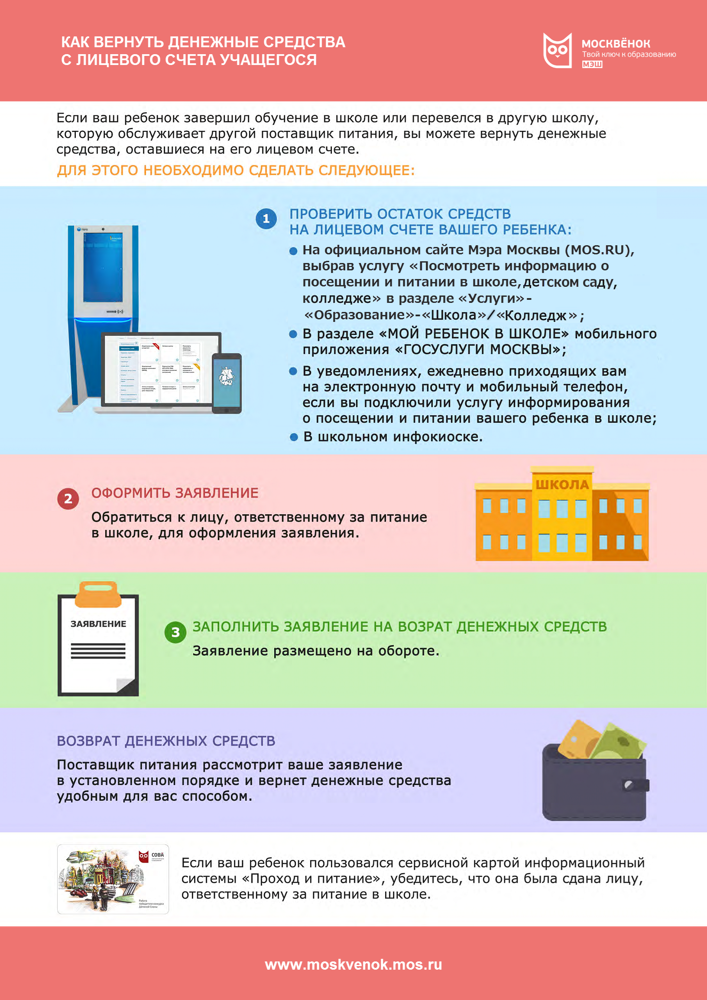 КАК ВЕРНУТЬ ДЕНЕЖНЫЕ СРЕДСТВА
С ЛИЦЕВОГО СЧЕТА УЧАЩЕГОСЯ
МОСКВЁНОК
Твой ключ к образованию
МЭШ
Если ваш ребенок завершил обучение в школе или перевелся в другую школу,
которую обслуживает другой поставщик питания, вы можете вернуть денежные
средства, оставшиеся на его лицевом счете.
ДЛЯ ЭТОГО НЕОБХОДИМО СДЕЛАТЬ СЛЕДУЮЩЕЕ:
1
ПРОВЕРИТЬ ОСТАТОК СРЕДСТВ
НА ЛИЦЕВОМ СЧЕТЕ ВАШЕГО РЕБЕНКА:
На официальном сайте Мэра Москвы (MOS.RU),
выбрав услугу «Посмотреть информацию о
посещении и питании в школе, детском саду,
колледже» в разделе «Услуги»-
«Образование»-«Школа»/«Колледж»;
В разделе «МОЙ РЕБЕНОК В ШКОЛЕ» мобильного
приложения «ГОСУСЛУГИ МОСКВЫ»;
В уведомлениях, ежедневно приходящих вам
на электронную почту и мобильный телефон,
если вы подключили услугу информирования
о посещении и питании вашего ребенка в школе;
В школьном инфокиоске.
2
ОФОРМИТЬ ЗАЯВЛЕНИЕ
Обратиться к лицу, ответственному за питание
в школе, для оформления заявления.
ШКОЛА
ЗАЯВЛЕНИЕ
3
ЗАПОЛНИТЬ ЗАЯВЛЕНИЕ НА ВОЗРАТ ДЕНЕЖНЫХ СРЕДСТВ
Заявление размещено на обороте.
ВОЗВРАТ ДЕНЕЖНЫХ СРЕДСТВ
Поставщик питания рассмотрит ваше заявление
в установленном порядке и вернет денежные средства
удобным для вас способом.
СОВА
Работа
победителя конкурса
Дёминой Елены
Если ваш ребенок пользовался сервисной картой информационный
системы «Проход и питание», убедитесь, что она была сдана лицу,
ответственному за питание в школе.
www.moskvenok.mos.ru